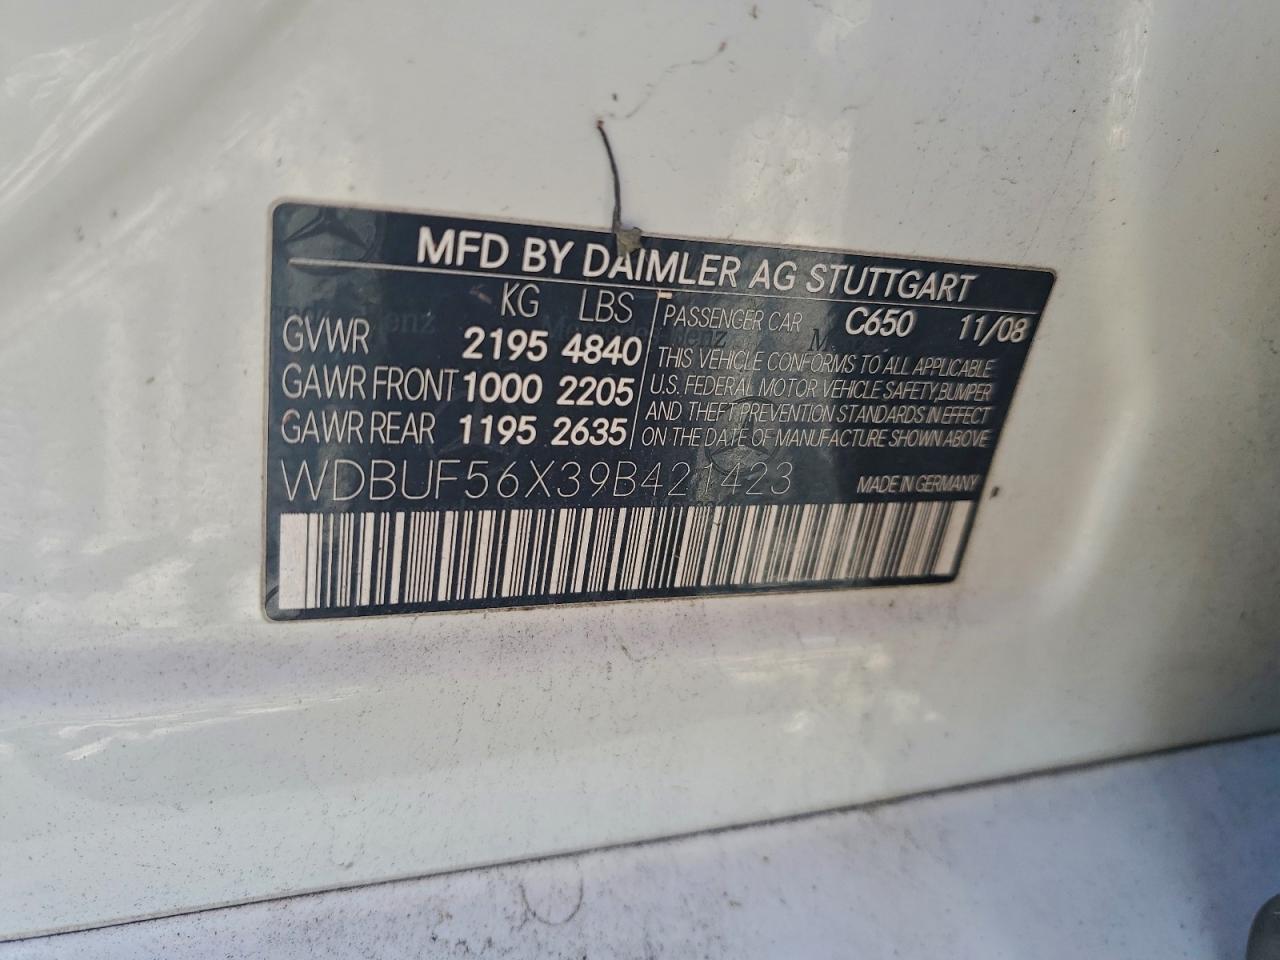 MFD BY DAIMLER AG STUTTGART
KG LBS
GVWR 2195 4840
GAWR FRONT 1000 2205
GAWR REAR 1195 2635
PASSENGER CAR C650 11/08
THIS VEHICLE CONFORMS TO ALL APPLICABLE
U.S. FEDERAL MOTOR VEHICLE SAFETY,BUMPER
AND THEFT PREVENTION STANDARDS IN EFFECT
ON THE DATE OF MANUFACTURE SHOWN ABOVE
WDBUF56X39B421423 MADE IN GERMANY